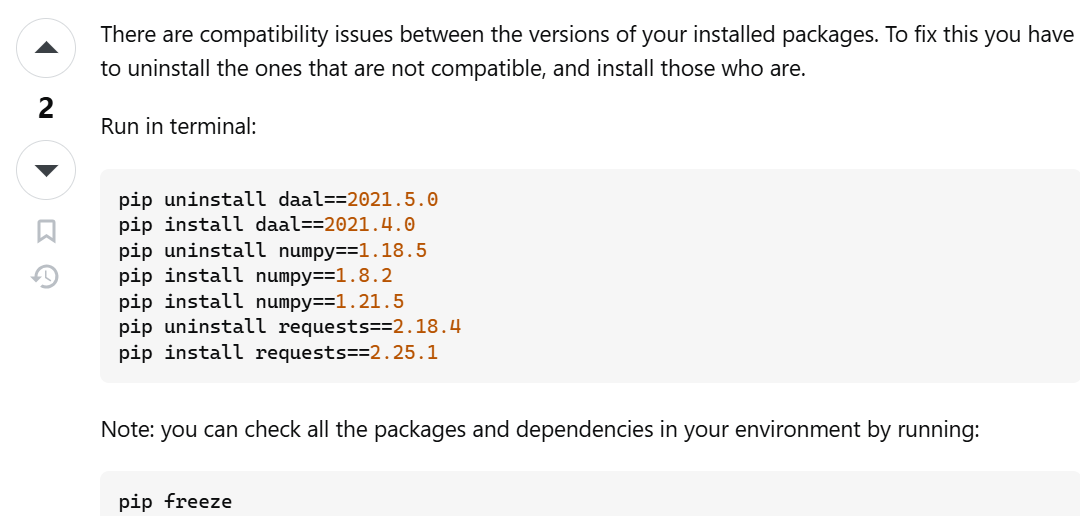 There are compatibility issues between the versions of your installed packages. To fix this you have
to uninstall the ones that are not compatible, and install those who are.
2
Run in terminal:
pip uninstall daal==2021.5.0
pip install daal==2021.4.0
pip uninstall numpy==1.18.5
pip install numpy==1.8.2
pip install numpy==1.21.5
pip uninstall requests==2.18.4
pip install requests==2.25.1
Note: you can check all the packages and dependencies in your environment by running:
pip freeze